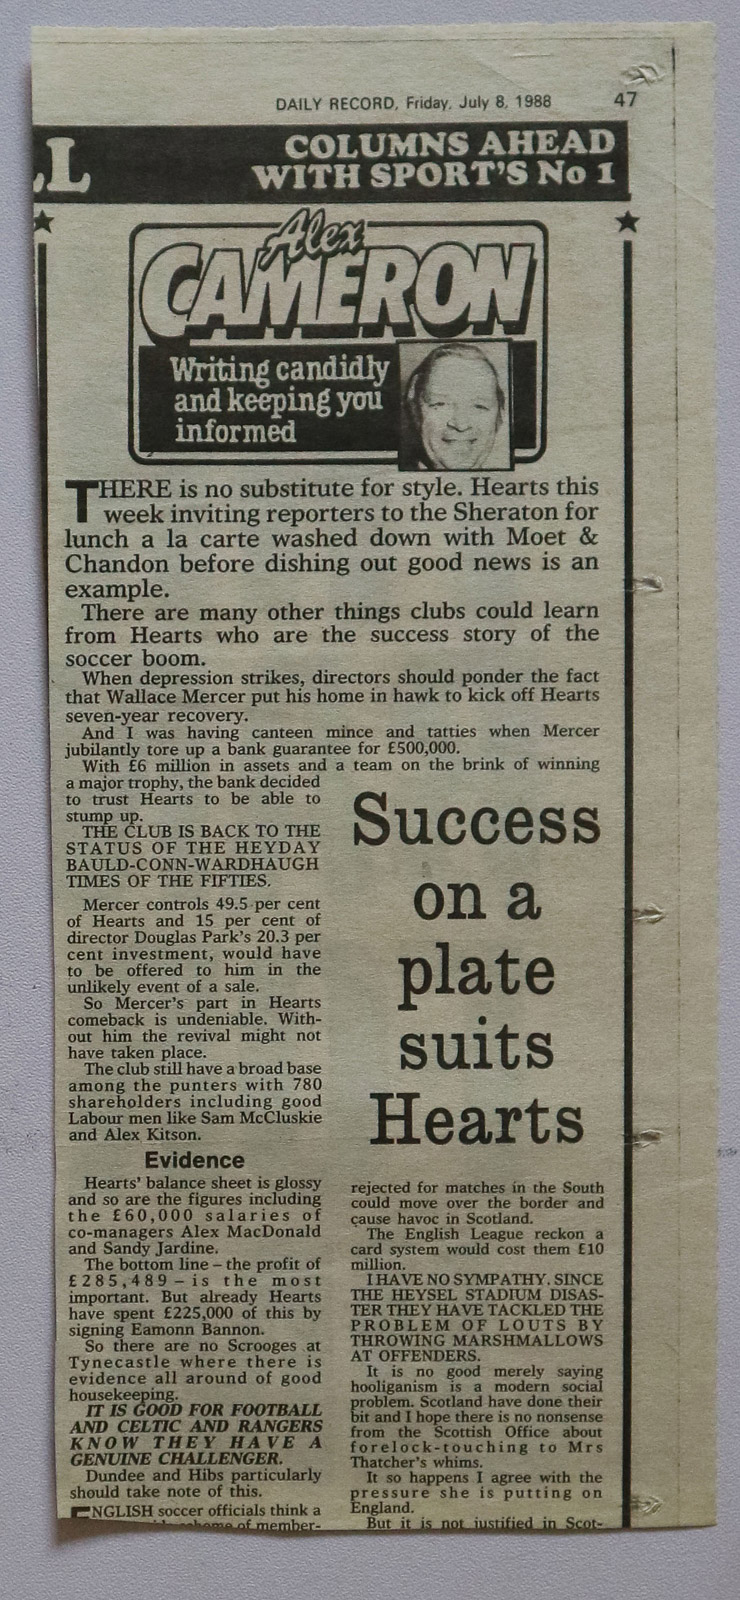 DAILY RECORD, Friday, July 8, 1988 47
LL
COLUMNS AHEAD
WITH SPORT'S No 1
Alex
CAMERON
Writing candidly
and keeping you
informed
THERE is no substitute for style. Hearts this
week inviting reporters to the Sheraton for
lunch a la carte washed down with Moet &
Chandon before dishing out good news is an
example.
There are many other things clubs could learn
from Hearts who are the success story of the
soccer boom.
When depression strikes, directors should ponder the fact
that Wallace Mercer put his home in hawk to kick off Hearts
seven-year recovery.
And I was having canteen mince and tatties when Mercer
jubilantly tore up a bank guarantee for £500,000.
With £6 million in assets and a team on the brink of winning
a major trophy, the bank decided
to trust Hearts to be able to
stump up.
THE CLUB IS BACK TO THE
STATUS OF THE HEYDAY
BAULD-CONN-WARDHAUGH
TIMES OF THE FIFTIES.
Mercer controls 49.5 per cent
of Hearts and 15 per cent of
director Douglas Park's 20.3 per
cent investment, would have
to be offered to him in the
unlikely event of a sale.
So Mercer's part in Hearts
comeback is undeniable. With-
out him the revival might not
have taken place.
The club still have a broad base
among the punters with 780
shareholders including good
Labour men like Sam McCluskie
and Alex Kitson.
Evidence
Hearts' balance sheet is glossy
and so are the figures including
the £60,000 salaries of
co-managers Alex MacDonald
and Sandy Jardine.
The bottom line – the profit of
£285,489 – is the most
important. But already Hearts
have spent £225,000 of this by
signing Eamonn Bannon.
So there are no Scrooges at
Tynecastle where there is
evidence all around of good
housekeeping.
IT IS GOOD FOR FOOTBALL
AND CELTIC AND RANGERS
KNOW THEY HAVE A
GENUINE CHALLENGER.
Dundee and Hibs particularly
should take note of this.
ENGLISH soccer officials think a
scheme of member-
Success
on a
plate
suits
Hearts
rejected for matches in the South
could move over the border and
cause havoc in Scotland.
The English League reckon a
card system would cost them £10
million.
I HAVE NO SYMPATHY. SINCE
THE HEYSEL STADIUM DISAS-
TER THEY HAVE TACKLED THE
PROBLEM OF LOUTS BY
THROWING MARSHMALLOWS
AT OFFENDERS.
It is no good merely saying
hooliganism is a modern social
problem. Scotland have done their
bit and I hope there is no nonsense
from the Scottish Office about
forelock-touching to Mrs
Thatcher's whims.
It so happens I agree with the
pressure she is putting on
England.
But it is not justified in Scot-